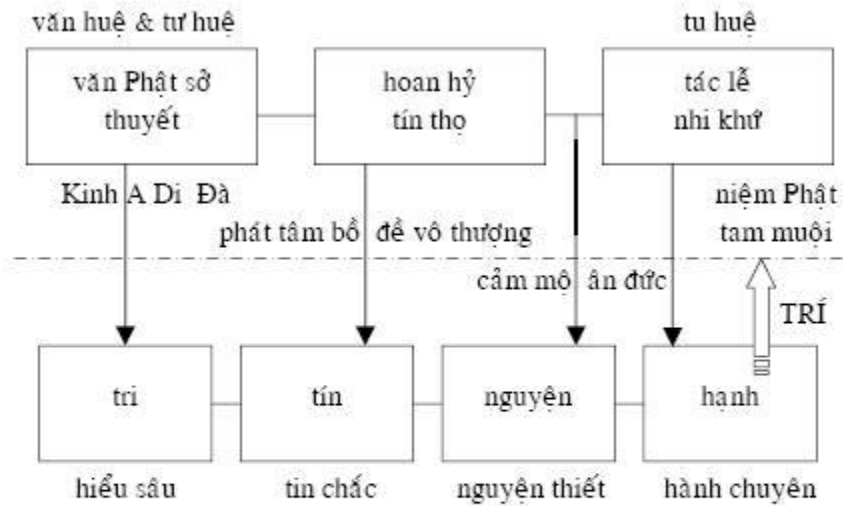 văn huệ & tư huệ
tu huệ
văn Phật sở
thuyết
hoan hỷ
tín thọ
tác lễ
nhi khứ
Kinh A Di Đà
niệm Phật
tam muội
phát tâm bồ đề vô thượng
cảm mộ ân đức
TRÍ
tri
tín
nguyện
hạnh
hiểu sâu
tin chắc
nguyện thiết
hành chuyên